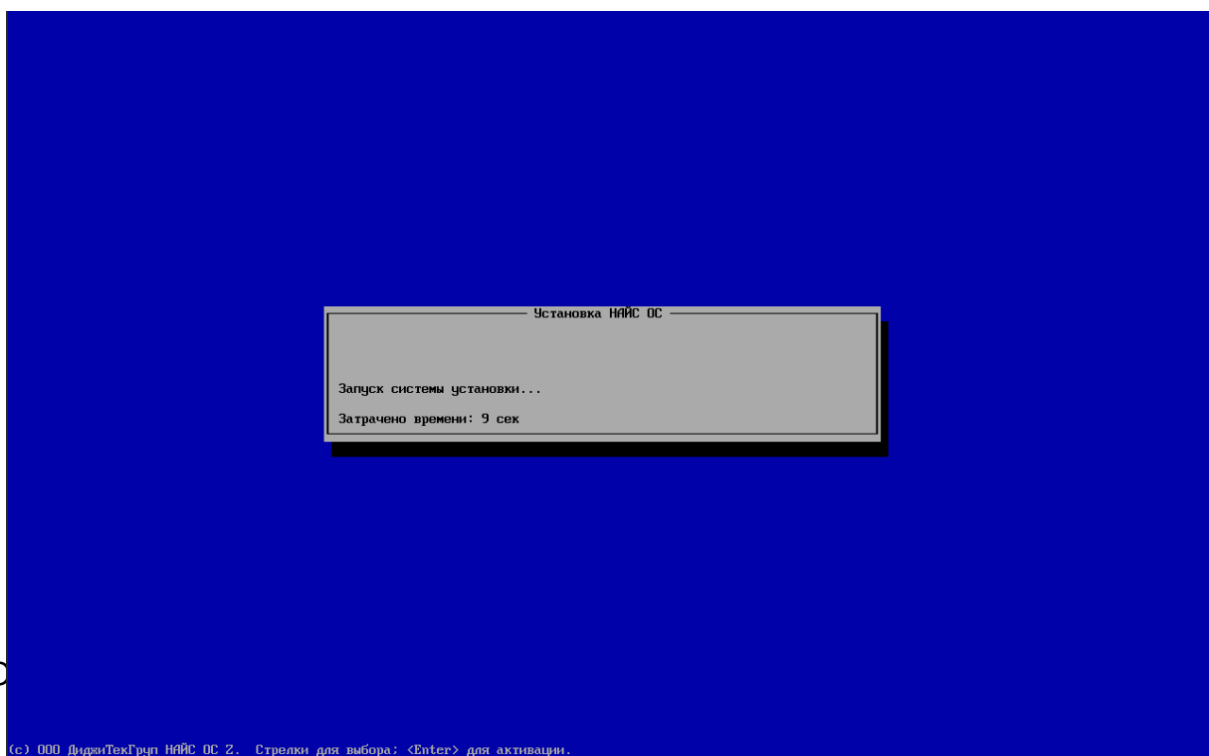 Установка НАЙС ОС
Запуск системы установки...
Затрачено времени: 9 сек
(c) ООО ДиджиТекГруп НАЙС ОС 2. Стрелки для выбора; <Enter> для активации.